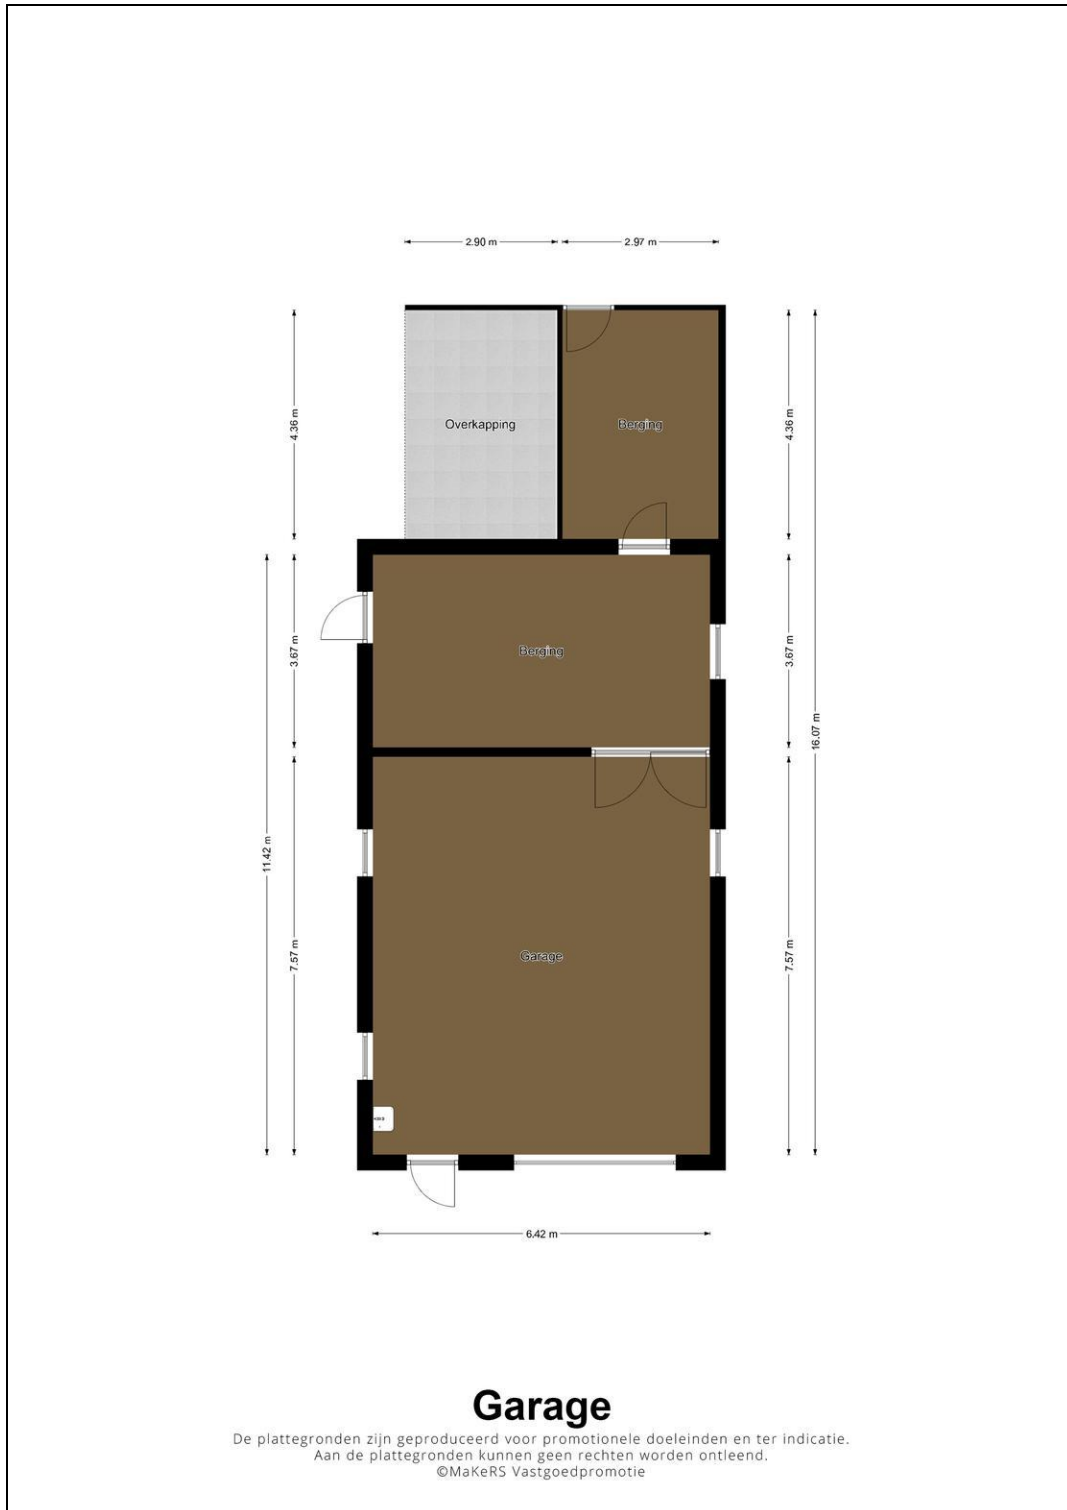 2.90 m
2.97 m
4.36 m
4.36 m
Overkapping
Berging
3.67 m
3.67 m
Berging
16.07 m
11.42 m
7.57 m
7.57 m
Garage
6.42 m
Garage
De plattegronden zijn geproduceerd voor promotionele doeleinden en ter indicatie.
Aan de plattegronden kunnen geen rechten worden ontleend.
©MaKeRS Vastgoedpromotie